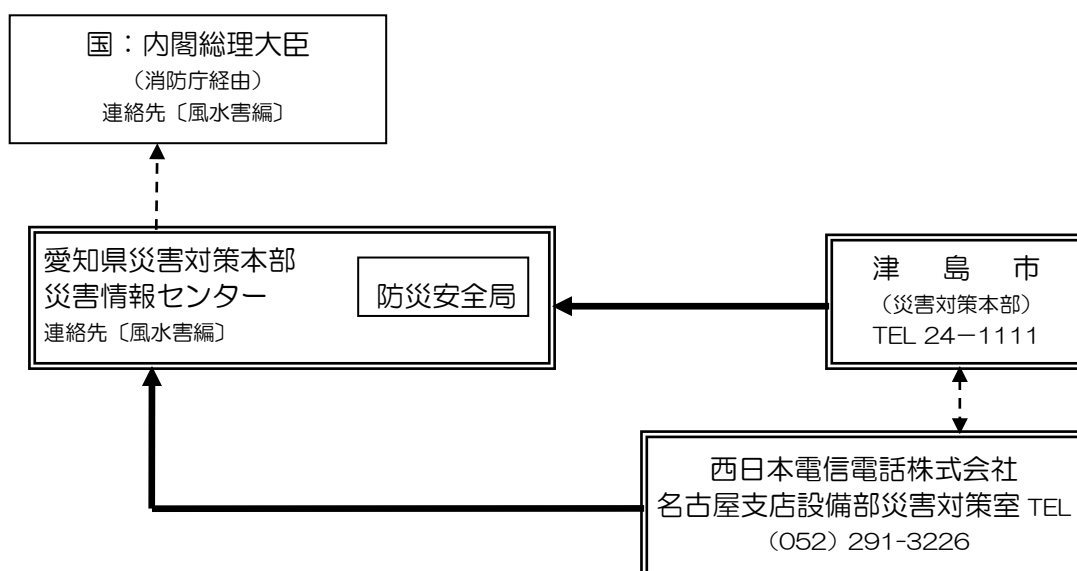 国：内閣総理大臣
（消防庁経由）
連絡先〔風水害編〕
愛知県災害対策本部
災害情報センター
連絡先〔風水害編〕
防災安全局
津　島　市
（災害対策本部）
TEL 24－1111
西日本電信電話株式会社
名古屋支店設備部災害対策室 TEL
（052）291-3226